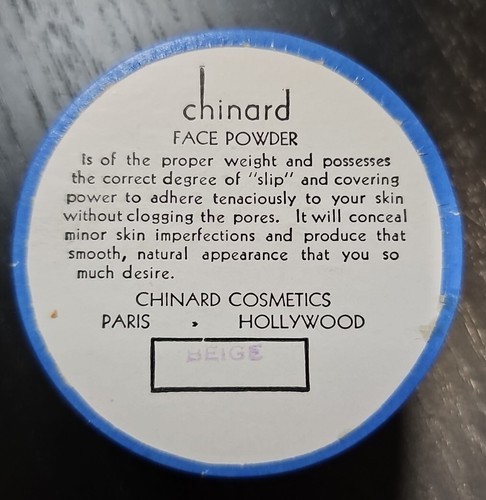 chinard
FACE POWDER
is of the proper weight and possesses
the correct degree of "slip" and covering
power to adhere tenaciously to your skin
without clogging the pores. It will conceal
minor skin imperfections and produce that
smooth, natural appearance that you so
much desire.
CHINARD COSMETICS
PARIS • HOLLYWOOD
BEIGE